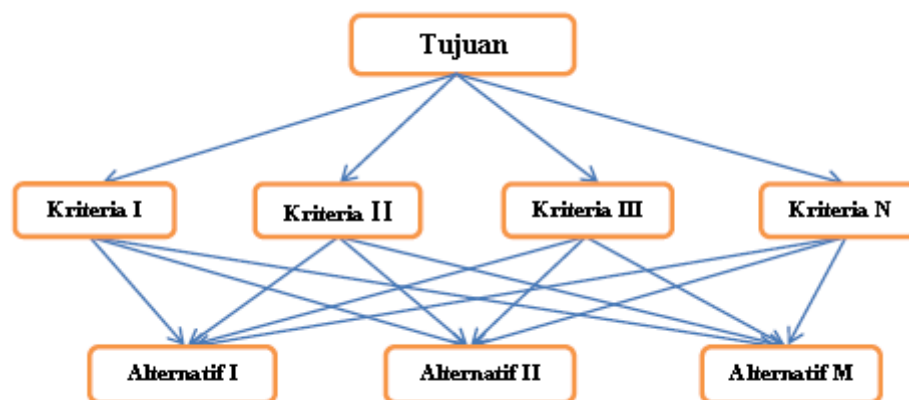 Tujuan
Kriteria I
Kriteria II
Kriteria III
Kriteria N
Alternatif I
Alternatif II
Alternatif M